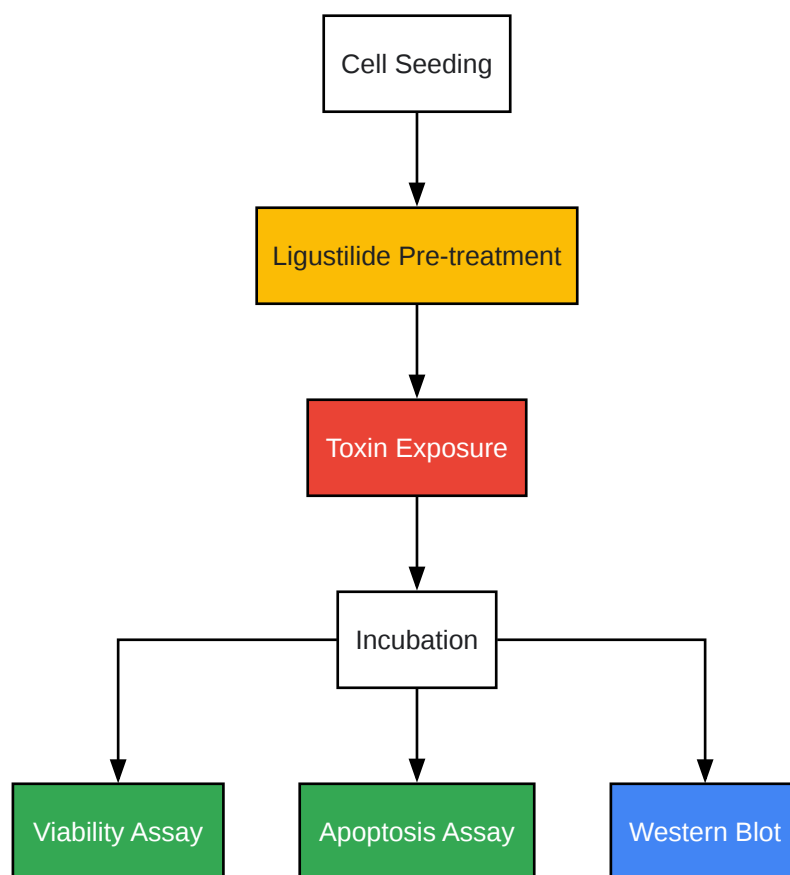 Cell Seeding
Ligustilide Pre-treatment
Toxin Exposure
Incubation
Viability Assay
Apoptosis Assay
Western Blot